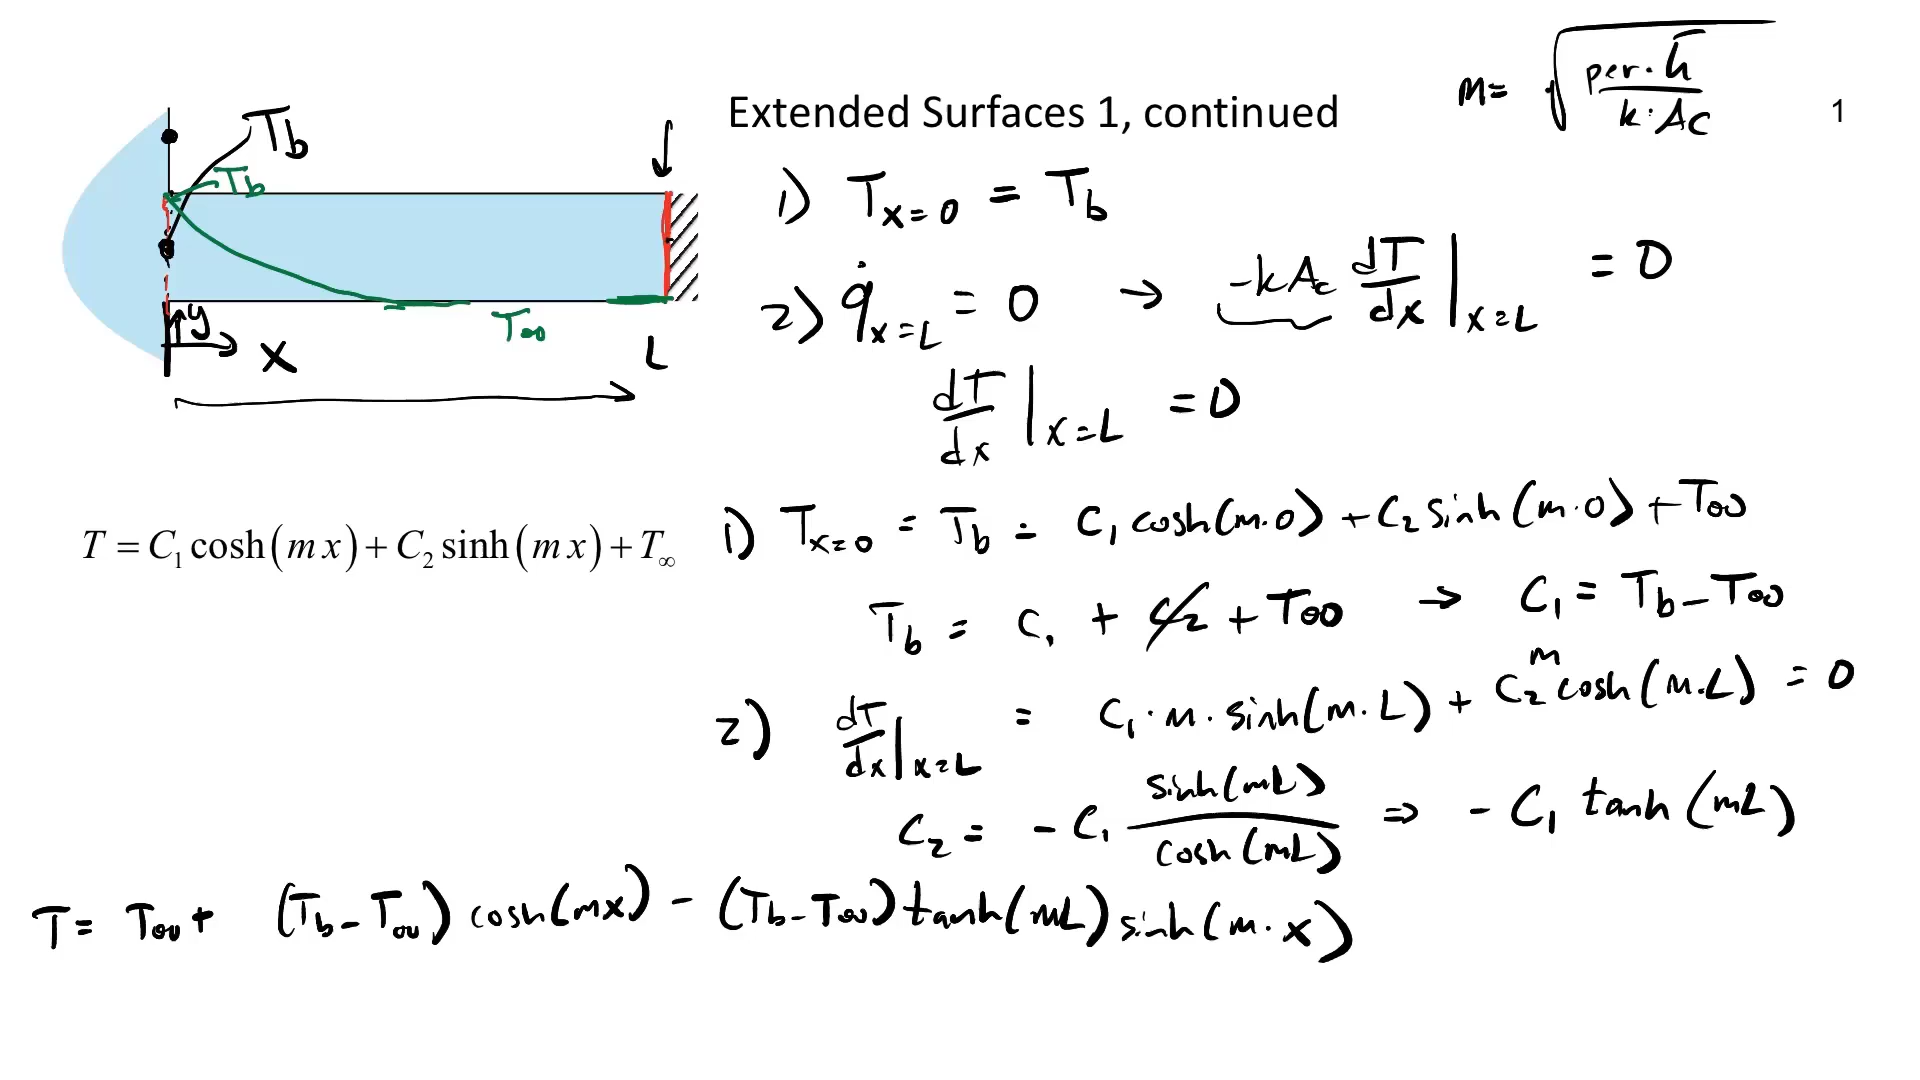 Extended Surfaces 1, continued
m = √(per · h̄ / k · Ac)
1
Tb
Tb
T∞
y
x
L
1) Tx=0 = Tb
2) q̇x=L = 0 → -kAc dT/dx |x=L = 0
dT/dx |x=L = 0
T = C₁ cosh(mx) + C₂ sinh(mx) + T∞
1) Tx=0 = Tb = C₁ cosh(m·0) + C₂ sinh(m·0) + T∞
Tb = C₁ + C₂ + T∞ → C₁ = Tb - T∞
2) dT/dx |x=L = C₁ · m · sinh(m·L) + C₂ m cosh(m·L) = 0
C₂ = - C₁ sinh(mL)/cosh(mL) ⇒ - C₁ tanh(mL)
T = T∞ + (Tb - T∞) cosh(mx) - (Tb - T∞) tanh(mL) sinh(m·x)